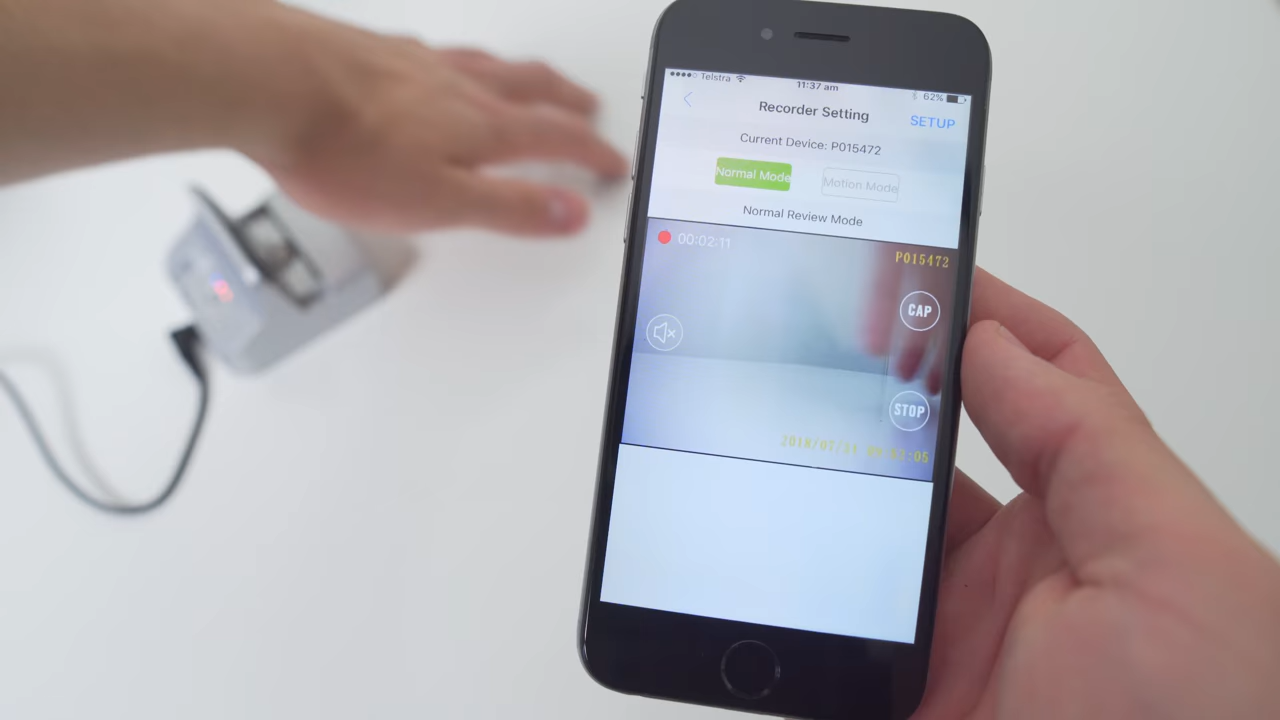 Telstra
11:37 am
62%
Recorder Setting
SETUP
Current Device: P015472
Normal Mode
Motion Mode
Normal Review Mode
00:02:11
P015472
CAP
STOP